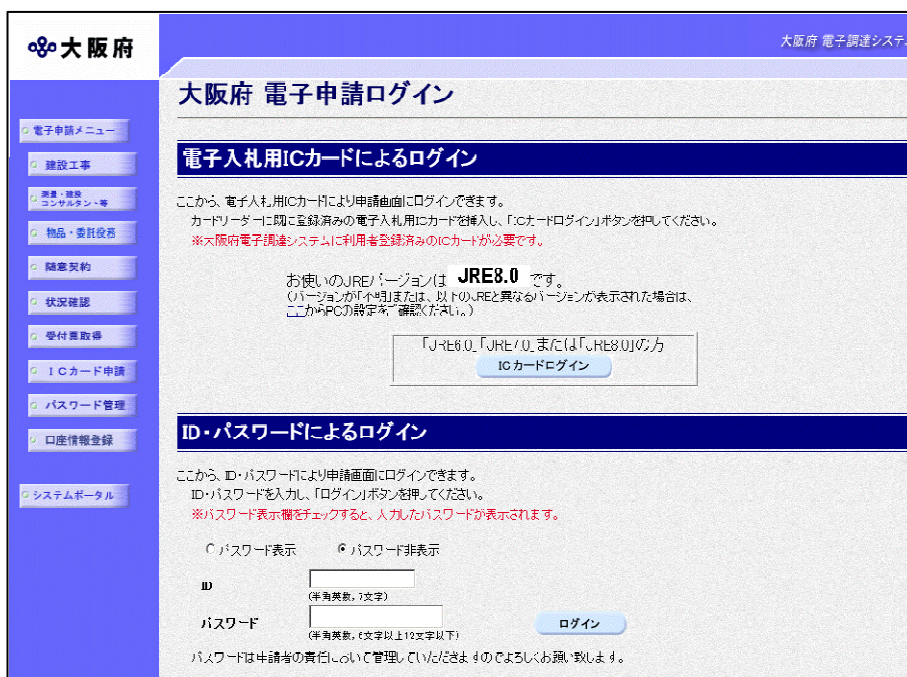 大阪府
大阪府 電子調達システ
大阪府 電子申請ログイン
電子申請メニュー
建設工事
測量・建設
コンサルタント等
物品・委託役務
随意契約
状況確認
受付票取得
ICカード申請
パスワード管理
口座情報登録
システムポータル
電子入札用ICカードによるログイン
ここから、電子入札用ICカードにより申請画面にログインできます。
カードリーダーに既に登録済みの電子入札用ICカードを挿入し、「ICカードログイン」ボタンを押してください。
※大阪府電子調達システムに利用者登録済みのICカードが必要です。
お使いのJREバージョンは JRE8.0 です。
(バージョンが「不明」または、以下のJREと異なるバージョンが表示された場合は、
ここからPCの設定をご確認ください。)
「JRE6.0」「JRE7.0」または「JRE8.0」の方
ICカードログイン
ID・パスワードによるログイン
ここから、ID・パスワードにより申請画面にログインできます。
ID・パスワードを入力し、「ログイン」ボタンを押してください。
※パスワード表示欄をチェックすると、入力したパスワードが表示されます。
パスワード表示 パスワード非表示
ID
(半角英数,7文字)
パスワード
(半角英数,6文字以上12文字以下)
ログイン
パスワードは申請者の責任において管理していただきますのでよろしくお願い致します。